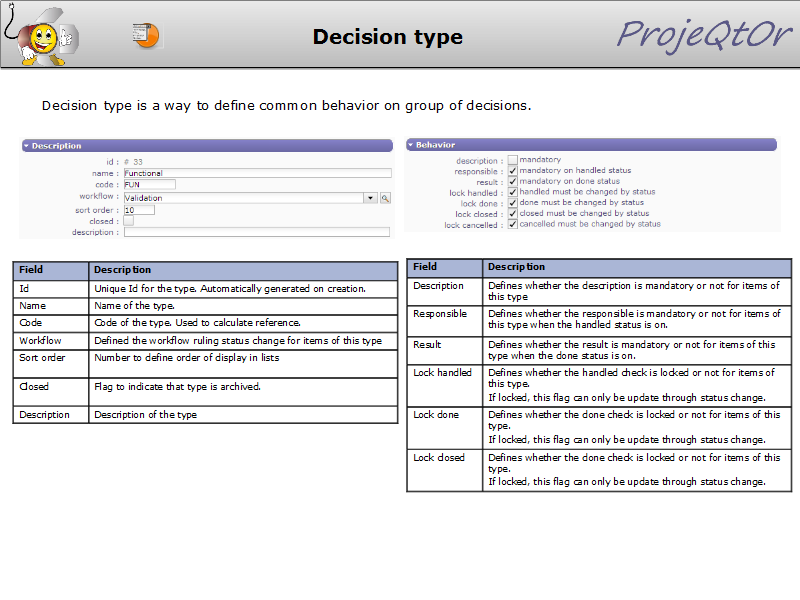 Decision type
ProjeQtOr
Decision type is a way to define common behavior on group of decisions.
Description
id : # 33
name : Functional
code : FUN
workflow : Validation
sort order : 10
closed :
description :
Behavior
description : mandatory
responsible : mandatory on handled status
result : mandatory on done status
lock handled : handled must be changed by status
lock done : done must be changed by status
lock closed : closed must be changed by status
lock cancelled : cancelled must be changed by status
Field Description
Id Unique Id for the type. Automatically generated on creation.
Name Name of the type.
Code Code of the type. Used to calculate reference.
Workflow Defined the workflow ruling status change for items of this type
Sort order Number to define order of display in lists
Closed Flag to indicate that type is archived.
Description Description of the type
Field Description
Description Defines whether the description is mandatory or not for items of
this type
Responsible Defines whether the responsible is mandatory or not for items of
this type when the handled status is on.
Result Defines whether the result is mandatory or not for items of this
type when the done status is on.
Lock handled Defines whether the handled check is locked or not for items of
this type.
If locked, this flag can only be update through status change.
Lock done Defines whether the done check is locked or not for items of this
type.
If locked, this flag can only be update through status change.
Lock closed Defines whether the done check is locked or not for items of this
type.
If locked, this flag can only be update through status change.